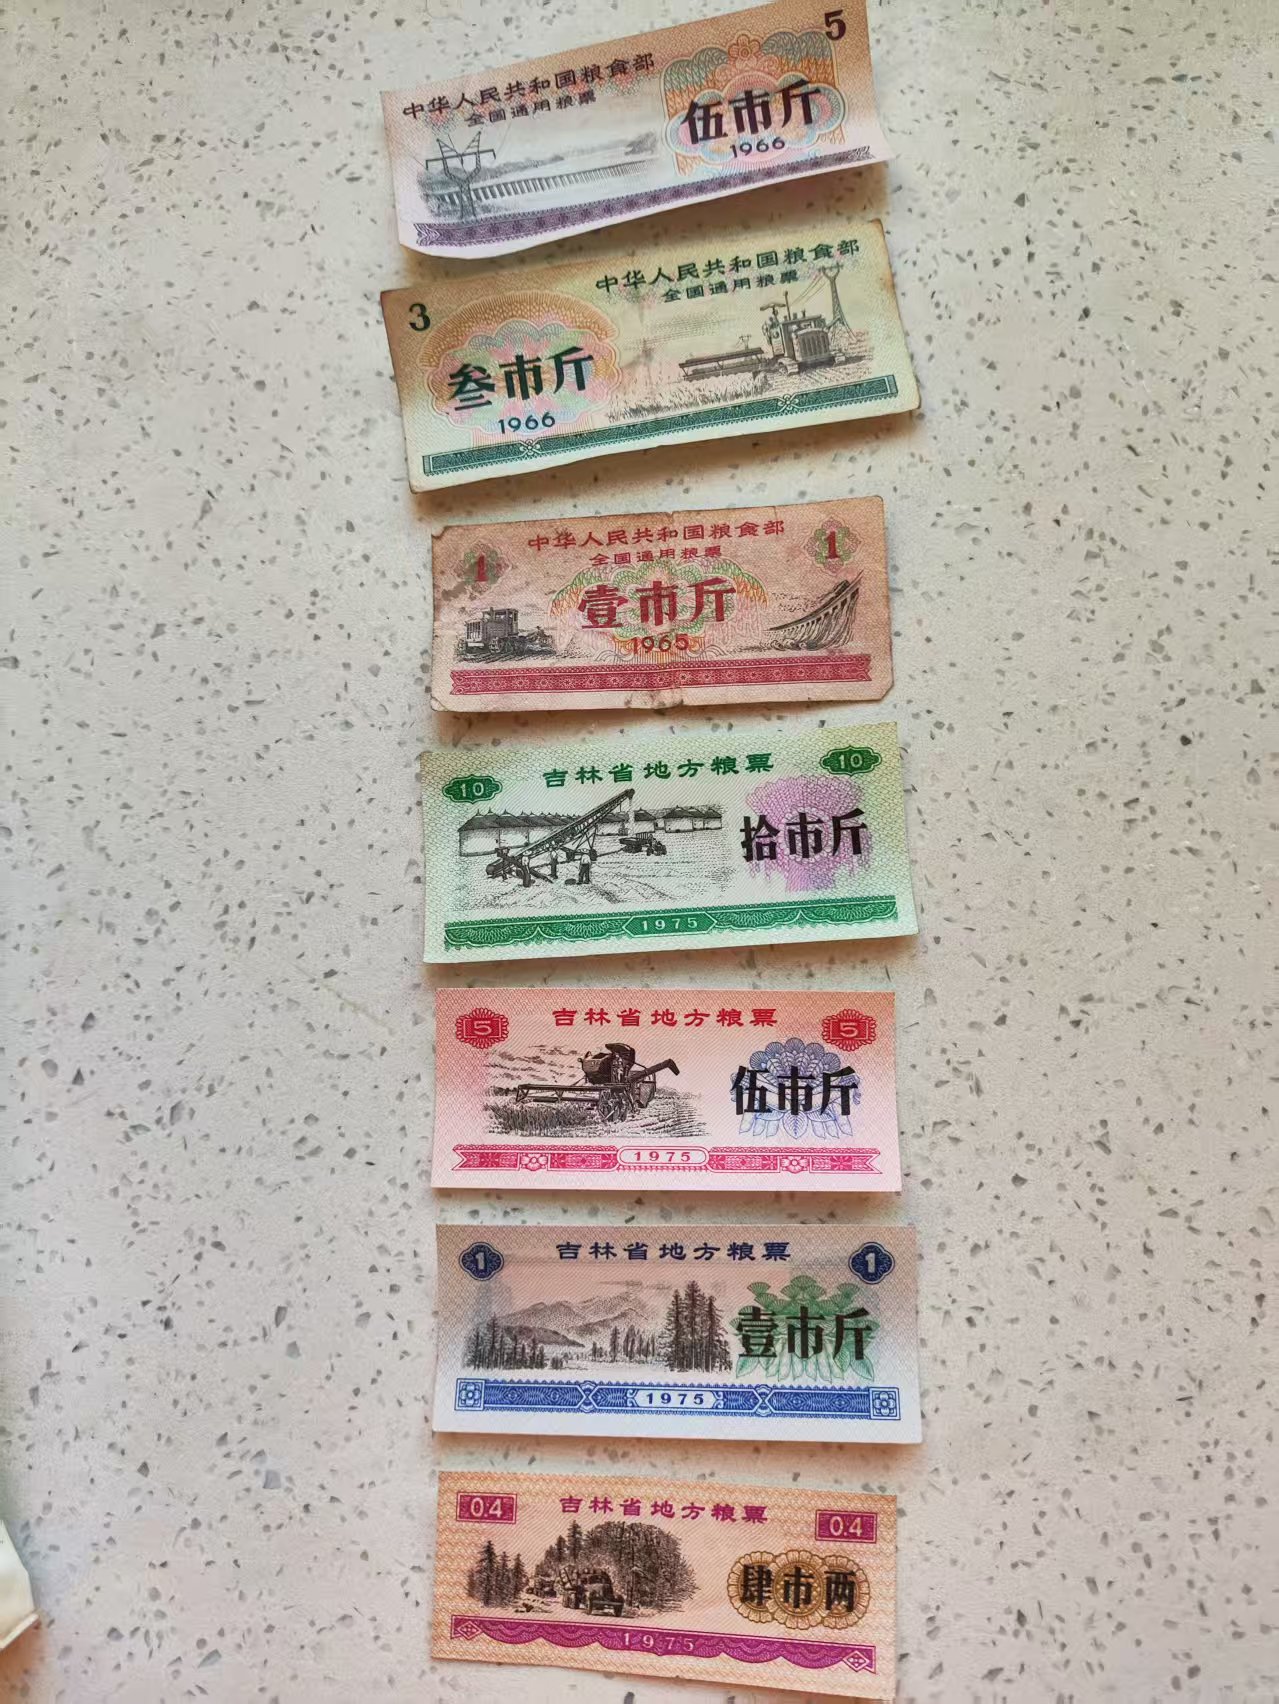 5
中华人民共和国粮食部
全国通用粮票
伍市斤
1966
中华人民共和国粮食部
全国通用粮票
3
叁市斤
1966
中华人民共和国粮食部
全国通用粮票
1 1
壹市斤
1965
吉林省地方粮票
10 10
拾市斤
1975
吉林省地方粮票
5 5
伍市斤
1975
吉林省地方粮票
1 1
壹市斤
1975
吉林省地方粮票
0.4 0.4
肆市两
1975